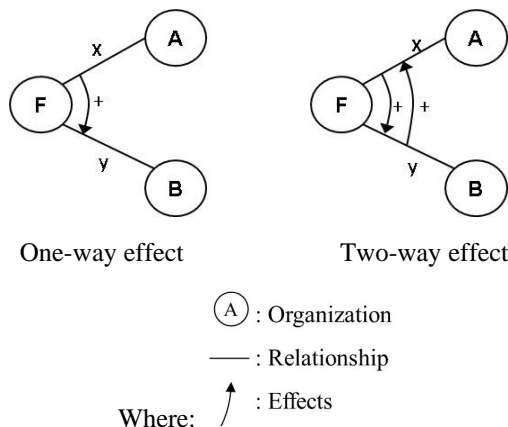 A
x
F
+
y
B
One-way effect
A
x
F
+
+
y
B
Two-way effect
A : Organization
: Relationship
: Effects
Where: